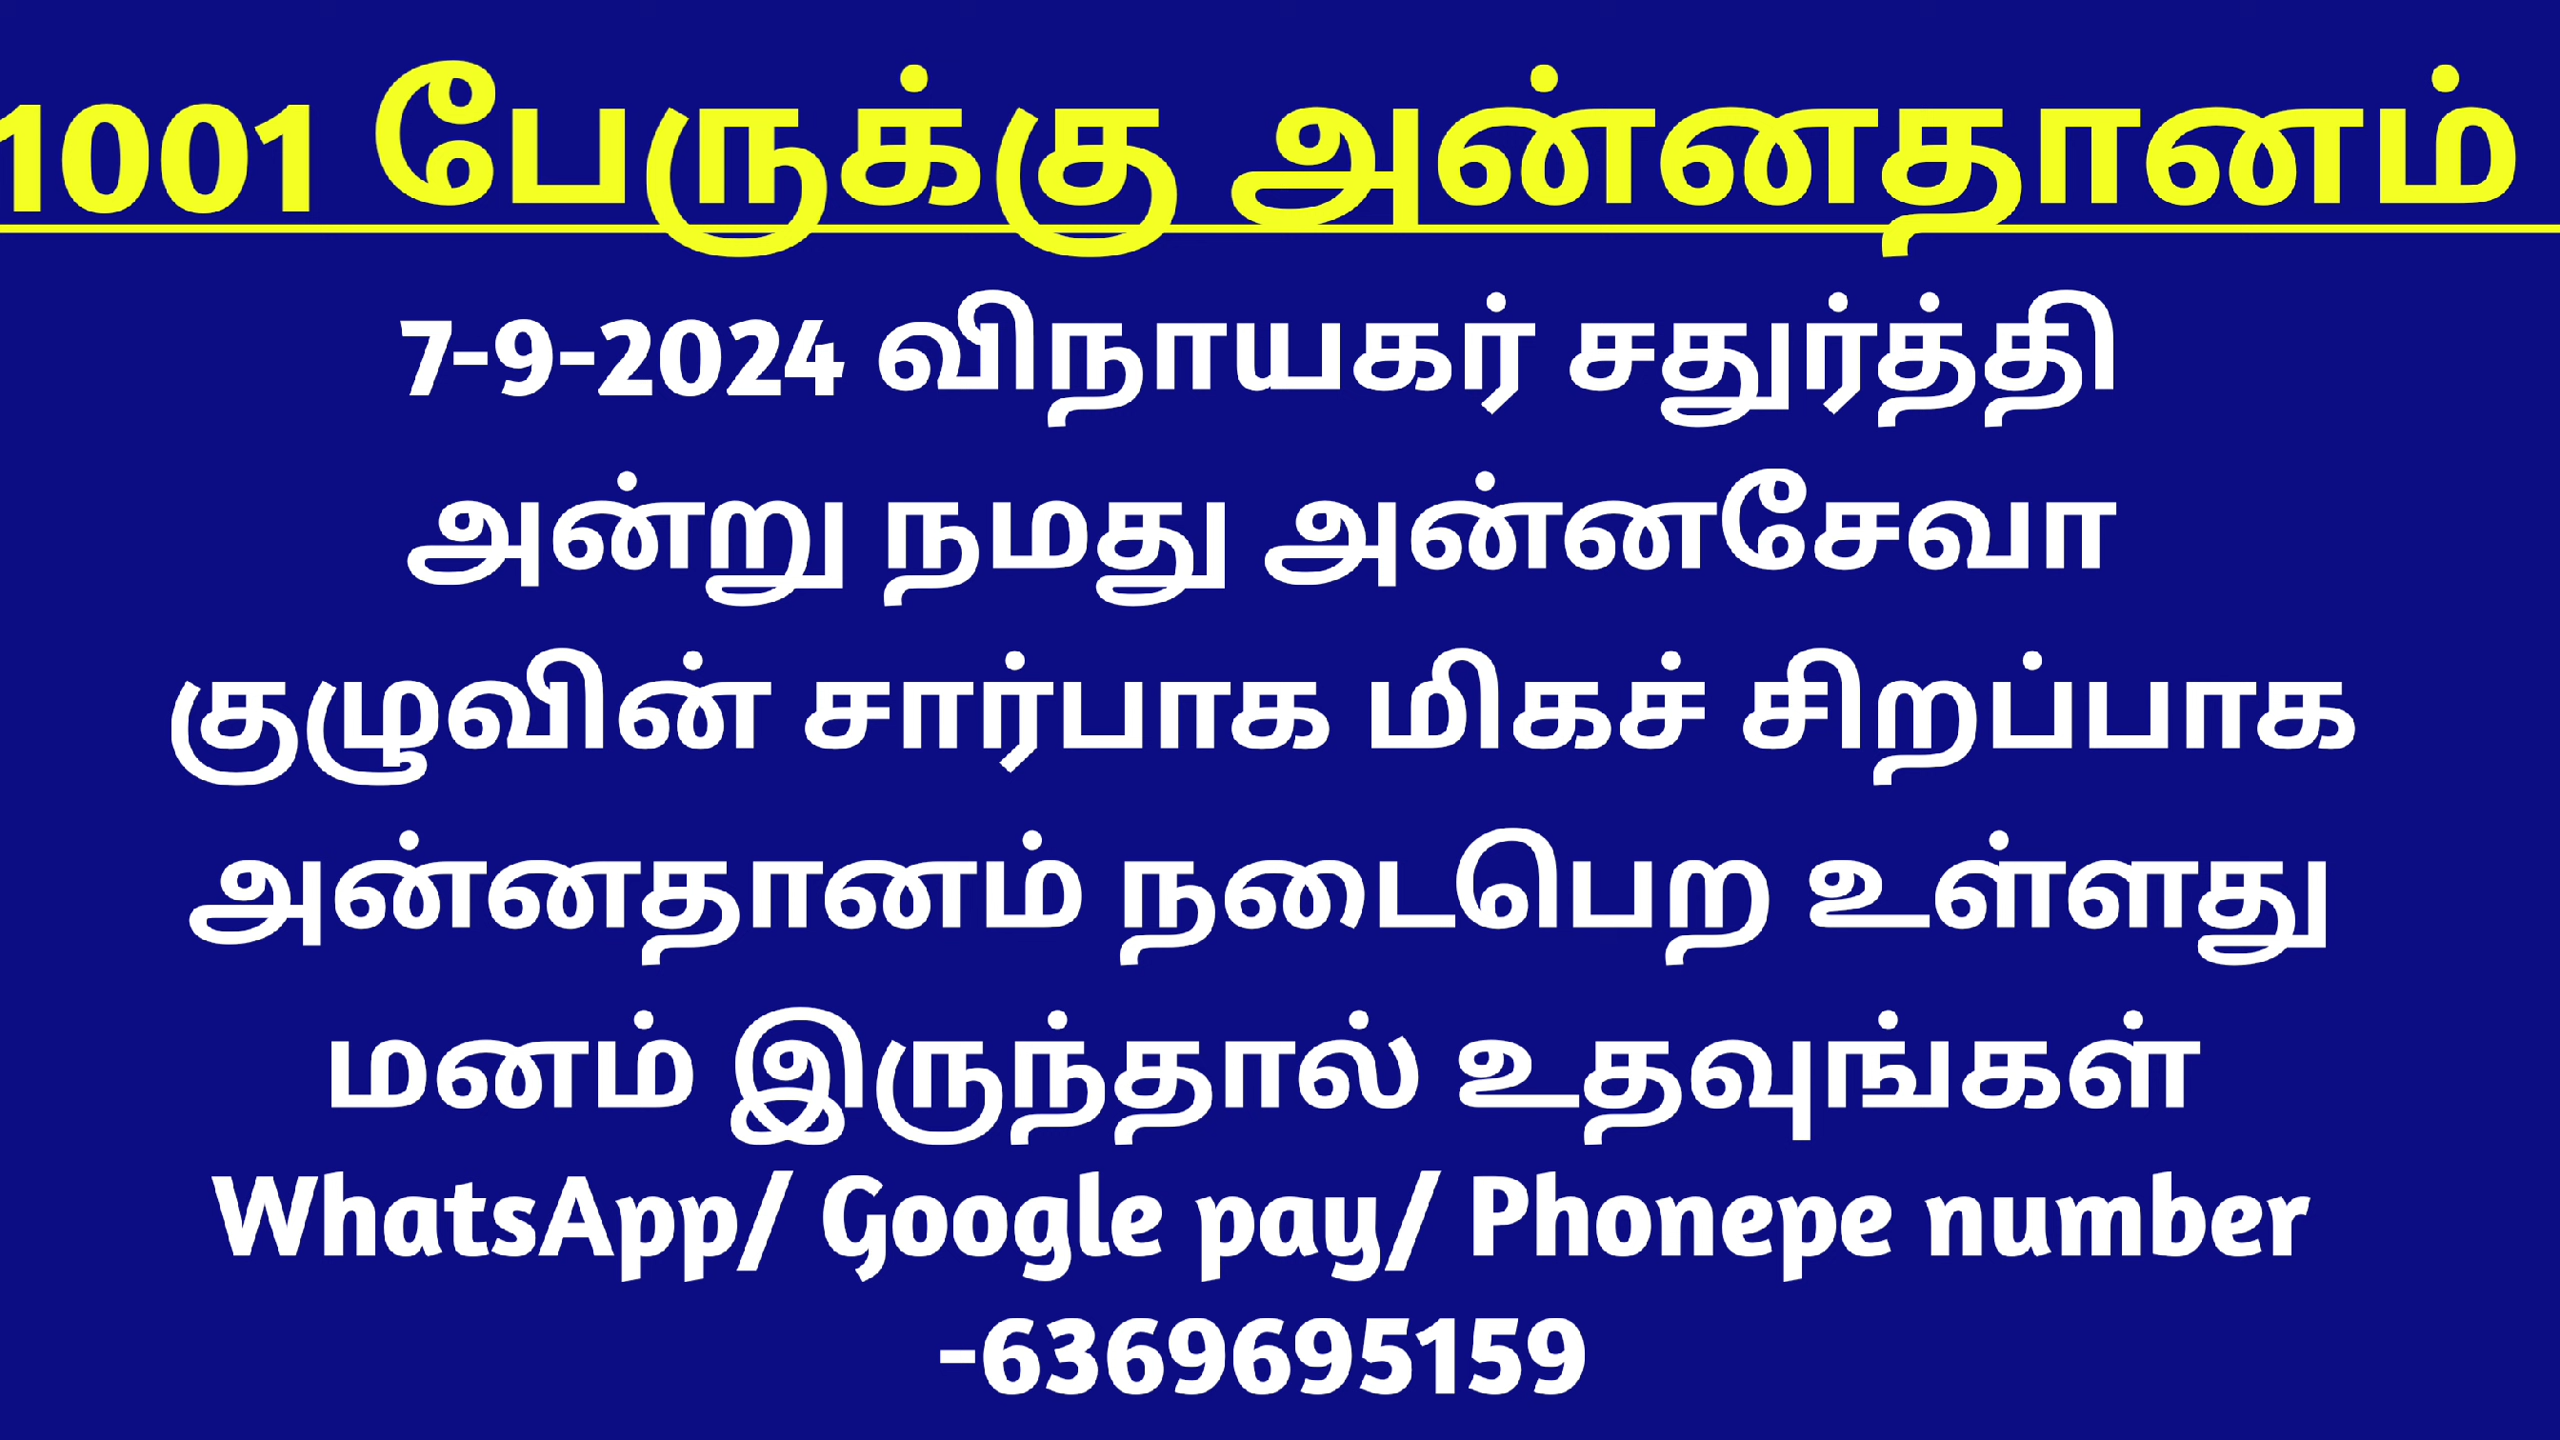 1001 பேருக்கு அன்னதானம்
7-9-2024 விநாயகர் சதுர்த்தி
அன்று நமது அன்னசேவா
குழுவின் சார்பாக மிகச் சிறப்பாக
அன்னதானம் நடைபெற உள்ளது
மனம் இருந்தால் உதவுங்கள்
WhatsApp/ Google pay/ Phonepe number
-6369695159